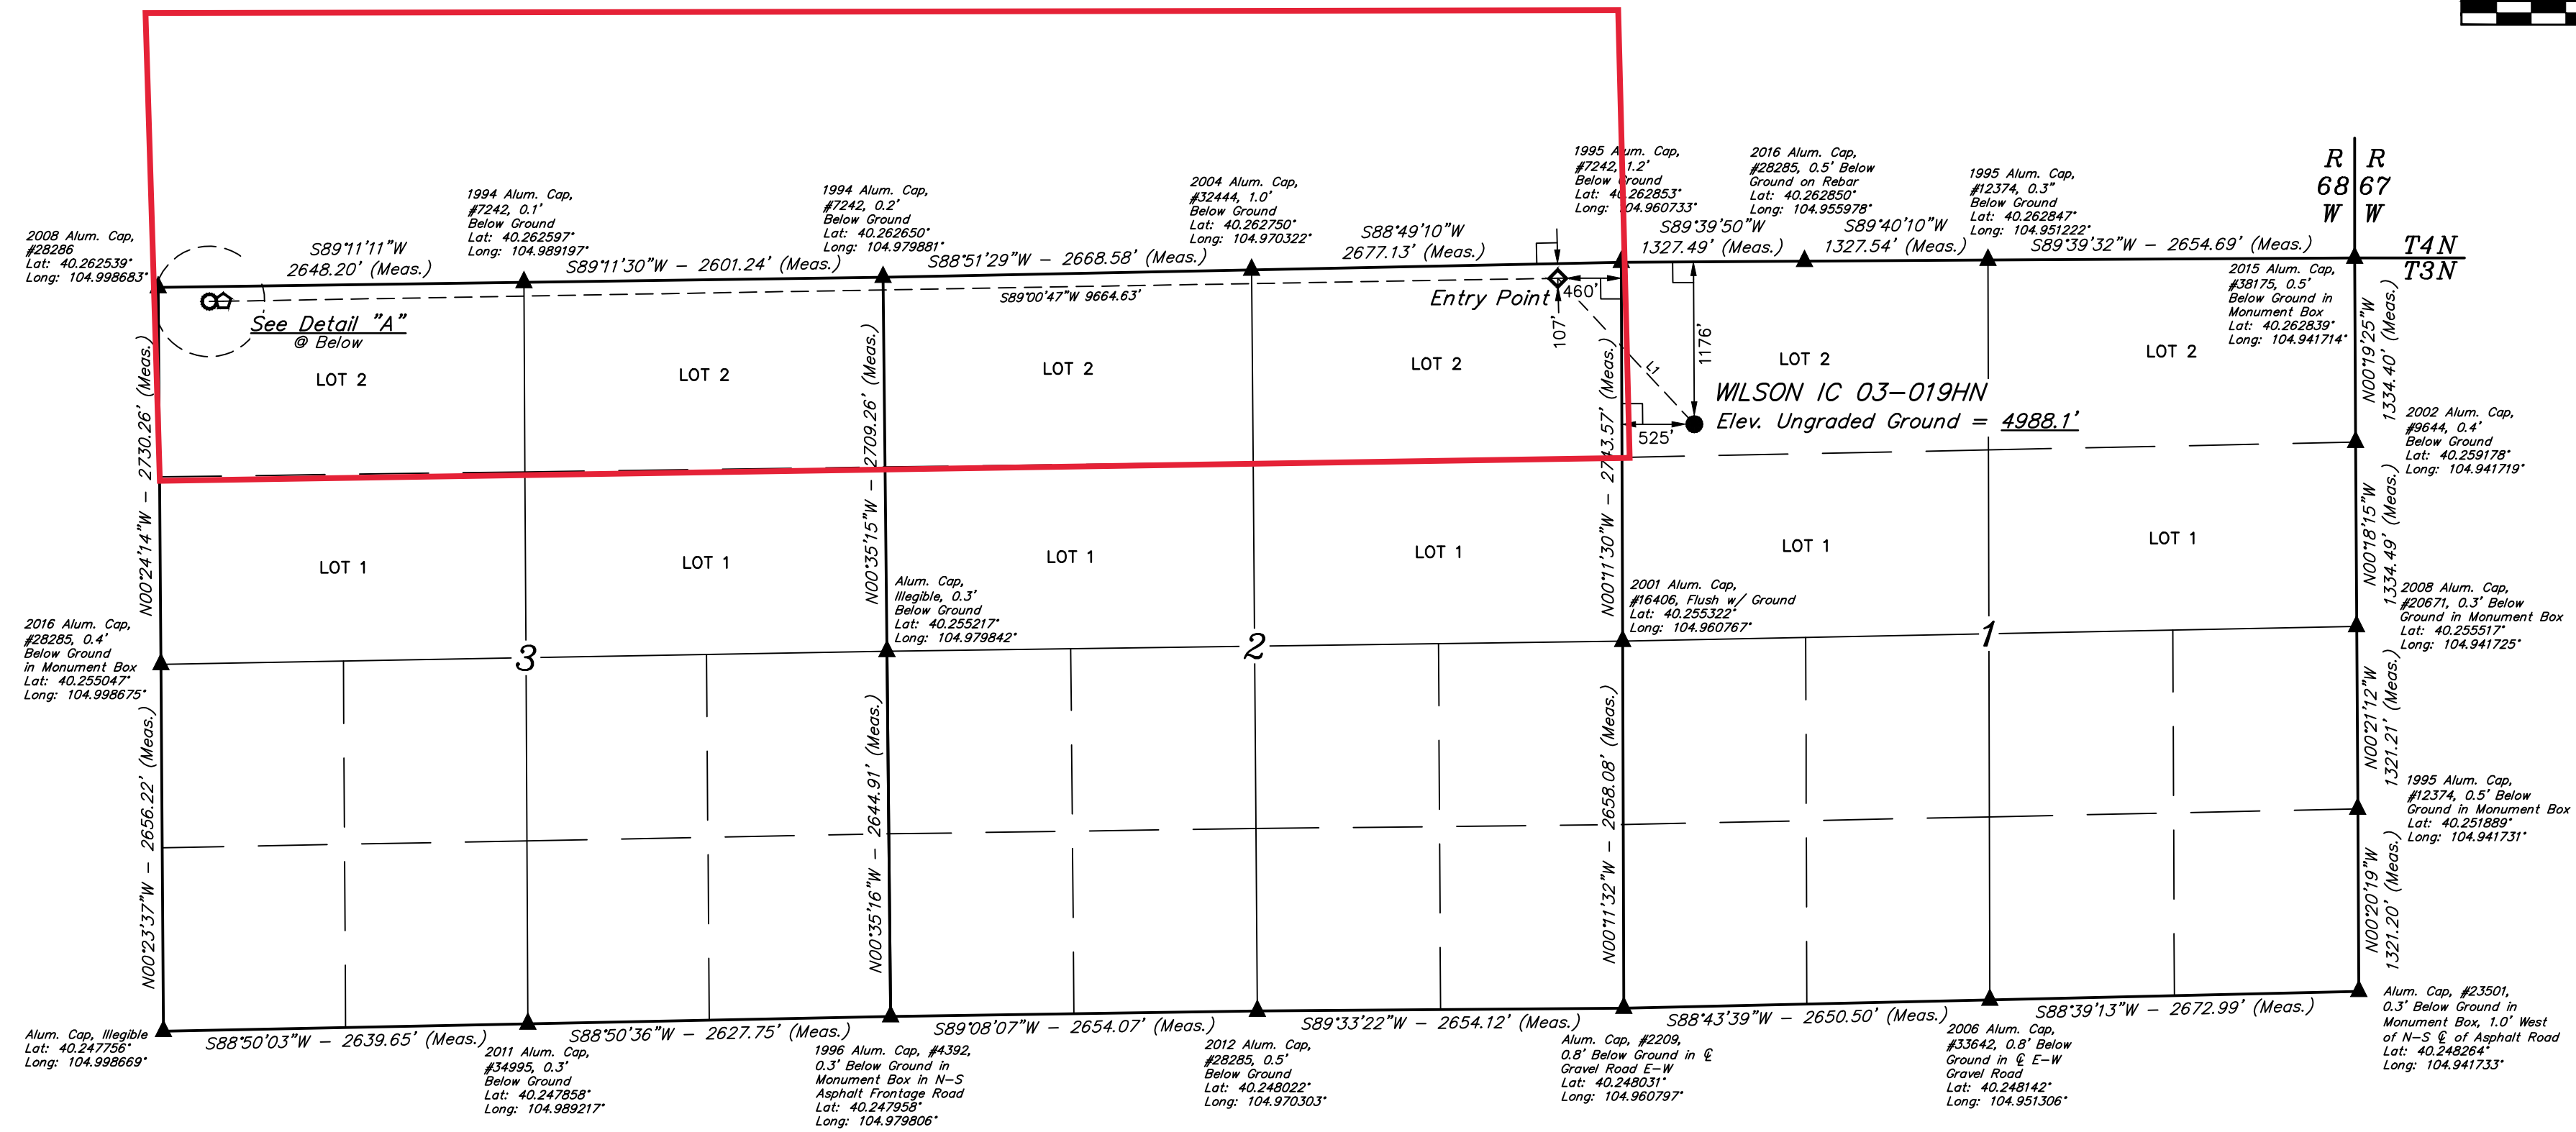 R R
68 67
W W
T4N
T3N
2008 Alum. Cap,
#28286
Lat: 40.262539°
Long: 104.998683°
S89°11'11"W
2648.20' (Meas.)
1994 Alum. Cap,
#7242, 0.1'
Below Ground
Lat: 40.262597°
Long: 104.989197°
S89°11'30"W – 2601.24' (Meas.)
1994 Alum. Cap,
#7242, 0.2'
Below Ground
Lat: 40.262650°
Long: 104.979881°
S88°51'29"W – 2668.58' (Meas.)
2004 Alum. Cap,
#32444, 1.0'
Below Ground
Lat: 40.262750°
Long: 104.970322°
S88°49'10"W
2677.13' (Meas.)
1995 Alum. Cap,
#7242, 1.2'
Below Ground
Lat: 40.262853°
Long: 104.960733°
S89°39'50"W
1327.49' (Meas.)
2016 Alum. Cap,
#28285, 0.5' Below
Ground on Rebar
Lat: 40.262850°
Long: 104.955978°
S89°40'10"W
1327.54' (Meas.)
1995 Alum. Cap,
#12374, 0.3"
Below Ground
Lat: 40.262847°
Long: 104.951222°
S89°39'32"W – 2654.69' (Meas.)
2015 Alum. Cap,
#38175, 0.5'
Below Ground in
Monument Box
Lat: 40.262839°
Long: 104.941714°
See Detail "A"
@ Below
S89°00'47"W 9664.63'
Entry Point
460'
107'
1176'
L1
525'
WILSON IC 03-019HN
Elev. Ungraded Ground = 4988.1'
LOT 2
LOT 2
LOT 2
LOT 2
LOT 2
LOT 2
N00°24'14"W – 2730.26' (Meas.)
N00°35'15"W – 2709.26' (Meas.)
N00°11'30"W – 2743.57' (Meas.)
N00°19'25"W
1334.40' (Meas.)
2002 Alum. Cap,
#9644, 0.4'
Below Ground
Lat: 40.259178°
Long: 104.941719°
N00°18'15"W
1334.49' (Meas.)
LOT 1
LOT 1
LOT 1
LOT 1
LOT 1
LOT 1
2016 Alum. Cap,
#28285, 0.4'
Below Ground
in Monument Box
Lat: 40.255047°
Long: 104.998675°
Alum. Cap,
Illegible, 0.3'
Below Ground
Lat: 40.255217°
Long: 104.979842°
2001 Alum. Cap,
#16406, Flush w/ Ground
Lat: 40.255322°
Long: 104.960767°
2008 Alum. Cap,
#20671, 0.3' Below
Ground in Monument Box
Lat: 40.255517°
Long: 104.941725°
3
2
1
N00°23'37"W – 2656.22' (Meas.)
N00°35'16"W – 2644.91' (Meas.)
N00°11'32"W – 2658.08' (Meas.)
N00°21'12"W
1321.21' (Meas.)
1995 Alum. Cap,
#12374, 0.5' Below
Ground in Monument Box
Lat: 40.251889°
Long: 104.941731°
N00°20'19"W
1321.20' (Meas.)
Alum. Cap, Illegible
Lat: 40.247756°
Long: 104.998669°
S88°50'03"W – 2639.65' (Meas.)
2011 Alum. Cap,
#34995, 0.3'
Below Ground
Lat: 40.247858°
Long: 104.989217°
S88°50'36"W – 2627.75' (Meas.)
1996 Alum. Cap, #4392,
0.3' Below Ground in
Monument Box in N–S
Asphalt Frontage Road
Lat: 40.247958°
Long: 104.979806°
S89°08'07"W – 2654.07' (Meas.)
2012 Alum. Cap,
#28285, 0.5'
Below Ground
Lat: 40.248022°
Long: 104.970303°
S89°33'22"W – 2654.12' (Meas.)
Alum. Cap, #2209,
0.8' Below Ground in ℄
Gravel Road E–W
Lat: 40.248031°
Long: 104.960797°
S88°43'39"W – 2650.50' (Meas.)
2006 Alum. Cap,
#33642, 0.8' Below
Ground in ℄ E–W
Gravel Road
Lat: 40.248142°
Long: 104.951306°
S88°39'13"W – 2672.99' (Meas.)
Alum. Cap, #23501,
0.3' Below Ground in
Monument Box, 1.0' West
of N–S ℄ of Asphalt Road
Lat: 40.248264°
Long: 104.941733°